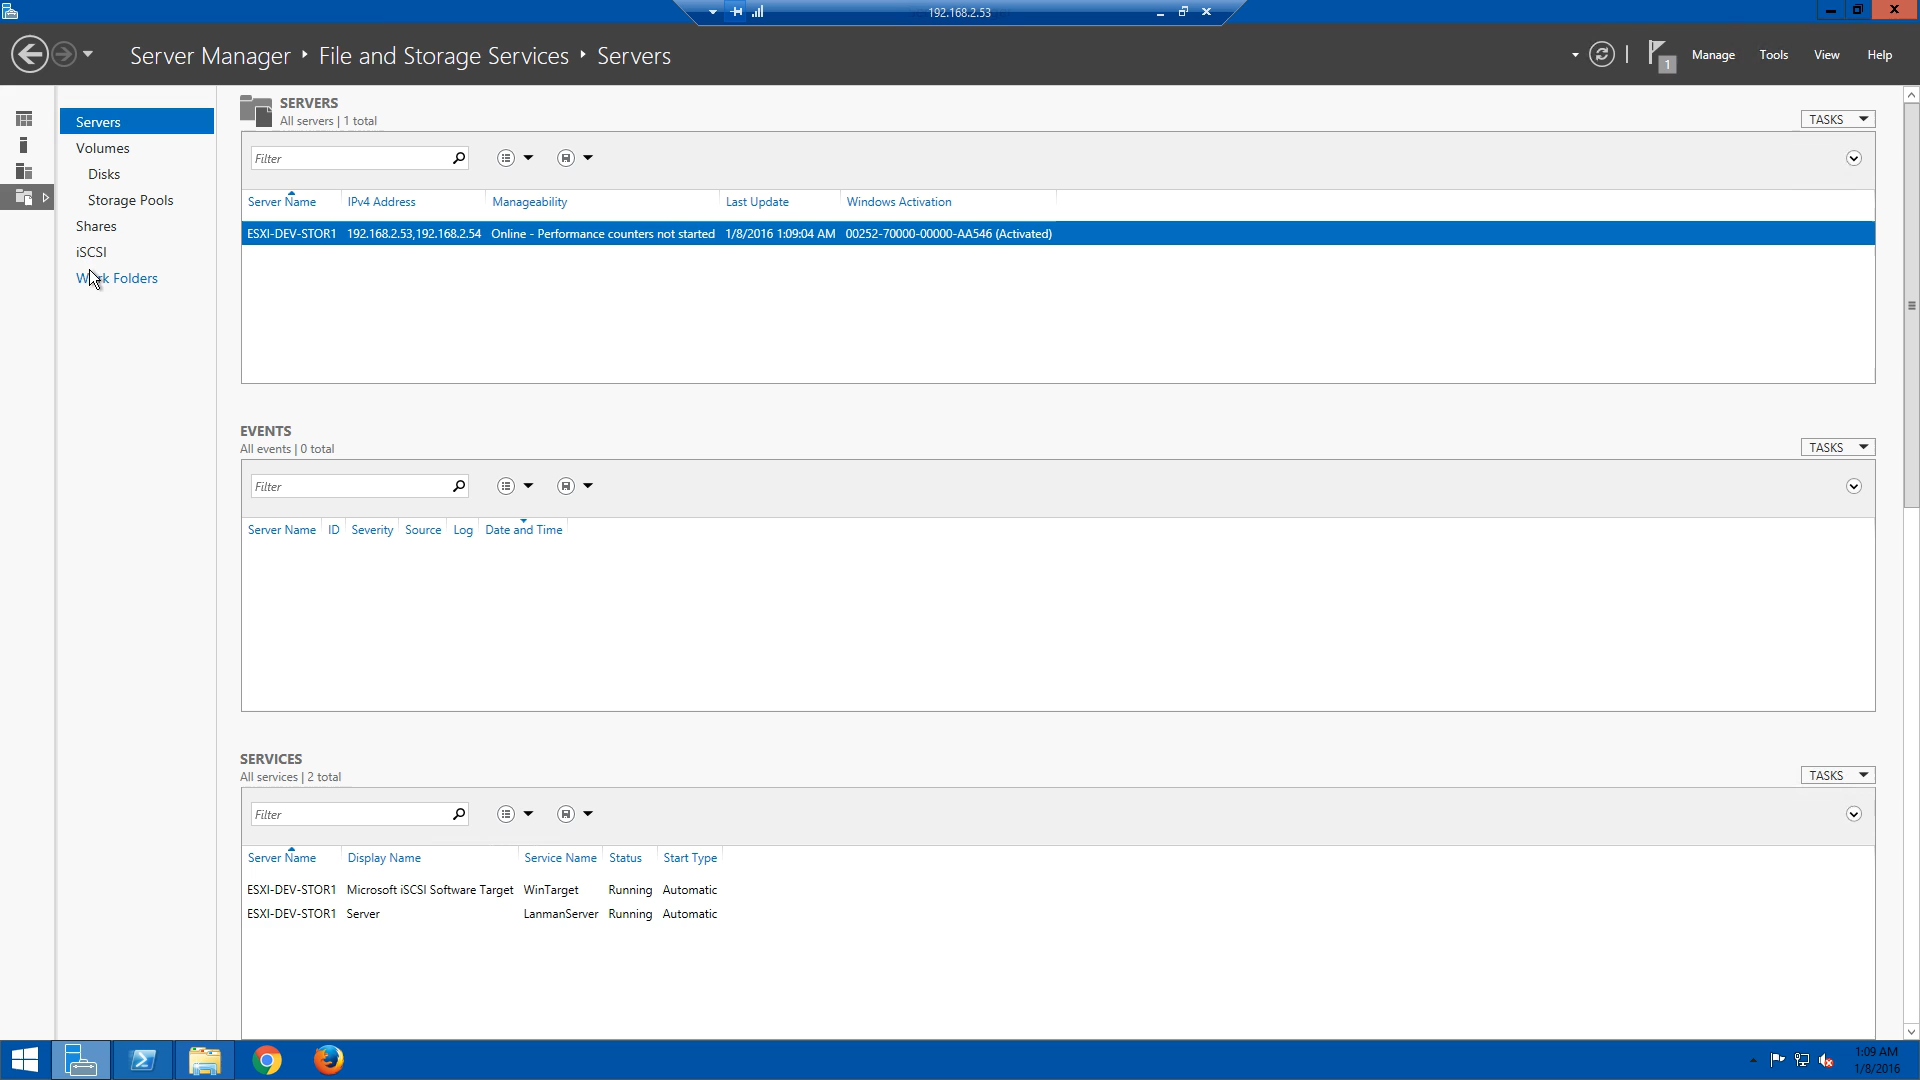 192.168.2.53
Server Manager ‣ File and Storage Services ‣ Servers
1
Manage Tools View Help
Servers
Volumes
Disks
Storage Pools
Shares
iSCSI
Work Folders
SERVERS
All servers | 1 total
TASKS
Filter
Server Name IPv4 Address Manageability Last Update Windows Activation
ESXI-DEV-STOR1 192.168.2.53,192.168.2.54 Online - Performance counters not started 1/8/2016 1:09:04 AM 00252-70000-00000-AA546 (Activated)
EVENTS
All events | 0 total
TASKS
Filter
Server Name ID Severity Source Log Date and Time
SERVICES
All services | 2 total
TASKS
Filter
Server Name Display Name Service Name Status Start Type
ESXI-DEV-STOR1 Microsoft iSCSI Software Target WinTarget Running Automatic
ESXI-DEV-STOR1 Server LanmanServer Running Automatic
1:09 AM
1/8/2016